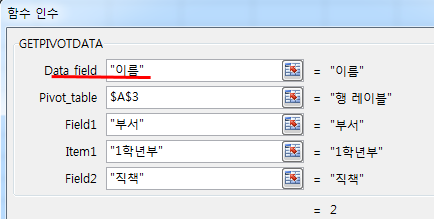 함수 인수
GETPIVOTDATA
Data_field "이름" = "이름"
Pivot_table $A$3 = "행 레이블"
Field1 "부서" = "부서"
Item1 "1학년부" = "1학년부"
Field2 "직책" = "직책"
= 2